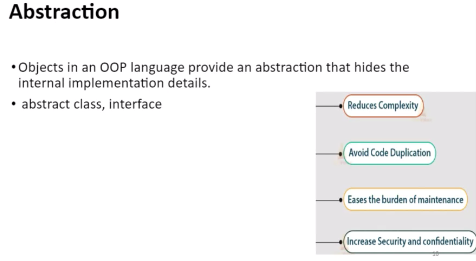 Abstraction
•Objects in an OOP language provide an abstraction that hides the
internal implementation details.
• abstract class, interface
Reduces Complexity
Avoid Code Duplication
Eases the burden of maintenance
Increase Security and confidentiality